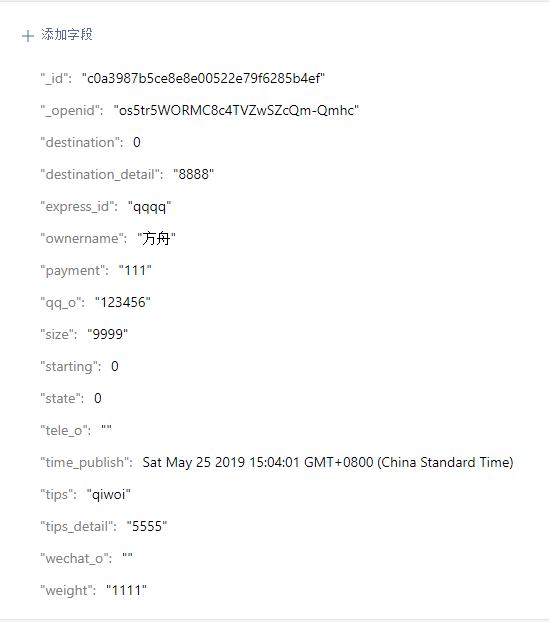 + 添加字段
"_id": "c0a3987b5ce8e8e00522e79f6285b4ef"
"_openid": "os5tr5WORMC8c4TVZwSZcQm-Qmhc"
"destination": 0
"destination_detail": "8888"
"express_id": "qqqq"
"ownername": "方舟"
"payment": "111"
"qq_o": "123456"
"size": "9999"
"starting": 0
"state": 0
"tele_o": ""
"time_publish": Sat May 25 2019 15:04:01 GMT+0800 (China Standard Time)
"tips": "qiwoi"
"tips_detail": "5555"
"wechat_o": ""
"weight": "1111"